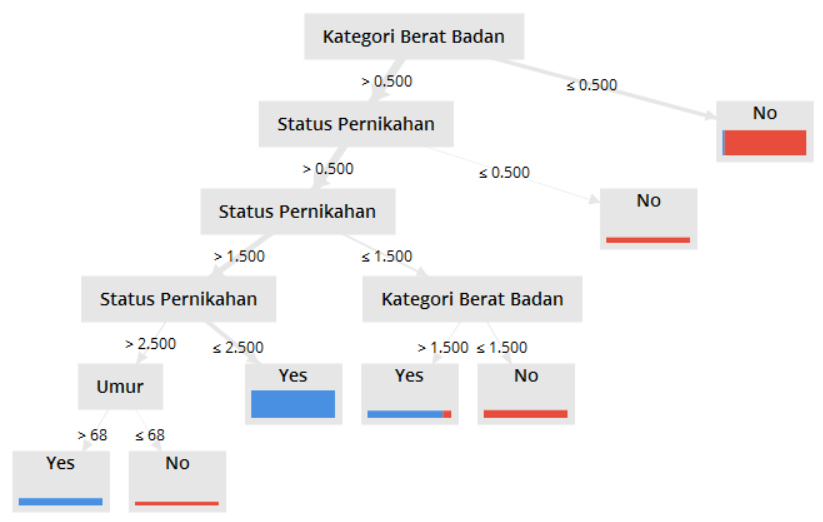 Kategori Berat Badan
> 0.500
≤ 0.500
Status Pernikahan
No
> 0.500
≤ 0.500
Status Pernikahan
No
> 1.500
≤ 1.500
Status Pernikahan
Kategori Berat Badan
> 2.500
≤ 2.500
> 1.500
≤ 1.500
Umur
Yes
Yes
No
> 68
≤ 68
Yes
No